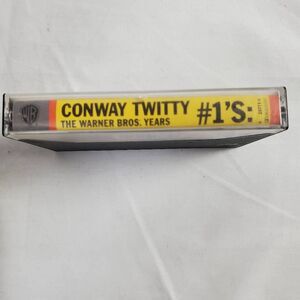 CONWAY TWITTY
THE WARNER BROS. YEARS
#1'S: